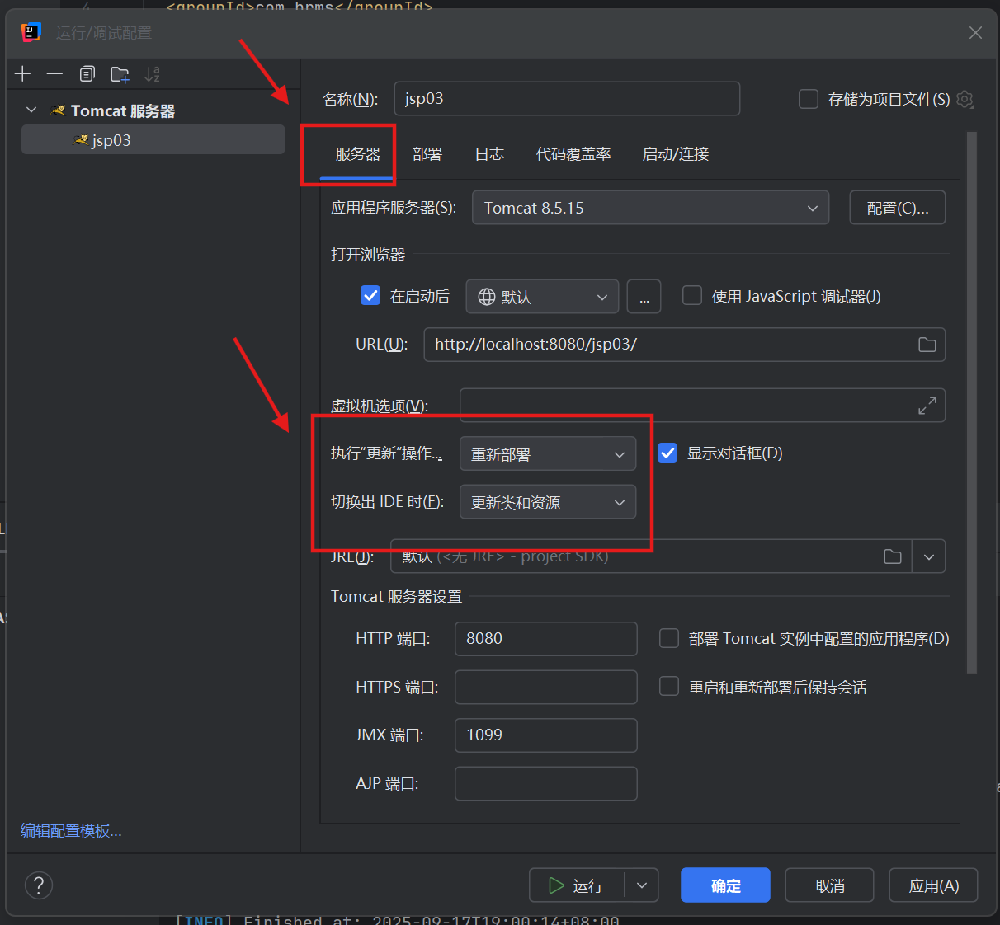 <groupId>com.hrms</groupId>
运行/调试配置
名称(N): jsp03 存储为项目文件(S)
Tomcat 服务器
jsp03
服务器 部署 日志 代码覆盖率 启动/连接
应用程序服务器(S): Tomcat 8.5.15 配置(C)...
打开浏览器
在启动后 默认 ... 使用 JavaScript 调试器(J)
URL(U): http://localhost:8080/jsp03/
虚拟机选项(V):
执行“更新”操作... 重新部署 显示对话框(D)
切换出 IDE 时(F): 更新类和资源
JRE(J): 默认 (<无 JRE> - project SDK)
Tomcat 服务器设置
HTTP 端口: 8080 部署 Tomcat 实例中配置的应用程序(D)
HTTPS 端口: 重启和重新部署后保持会话
JMX 端口: 1099
AJP 端口:
编辑配置模板...
? 运行 确定 取消 应用(A)
[INFO] Finished at: 2025-09-17T19:00:14+08:00